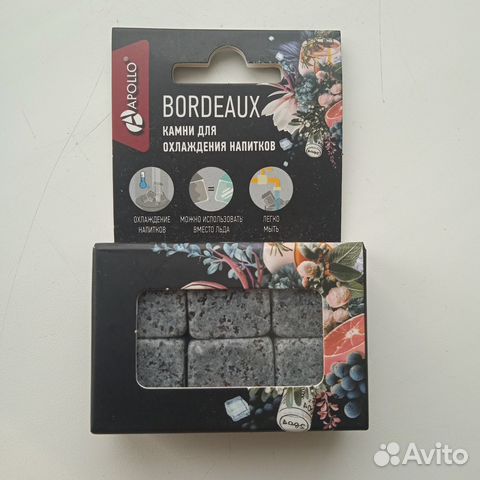 APOLLO®
BORDEAUX
КАМНИ ДЛЯ
ОХЛАЖДЕНИЯ НАПИТКОВ
ОХЛАЖДЕНИЕ
НАПИТКОВ
МОЖНО ИСПОЛЬЗОВАТЬ
ВМЕСТО ЛЬДА
ЛЕГКО
МЫТЬ
Avito